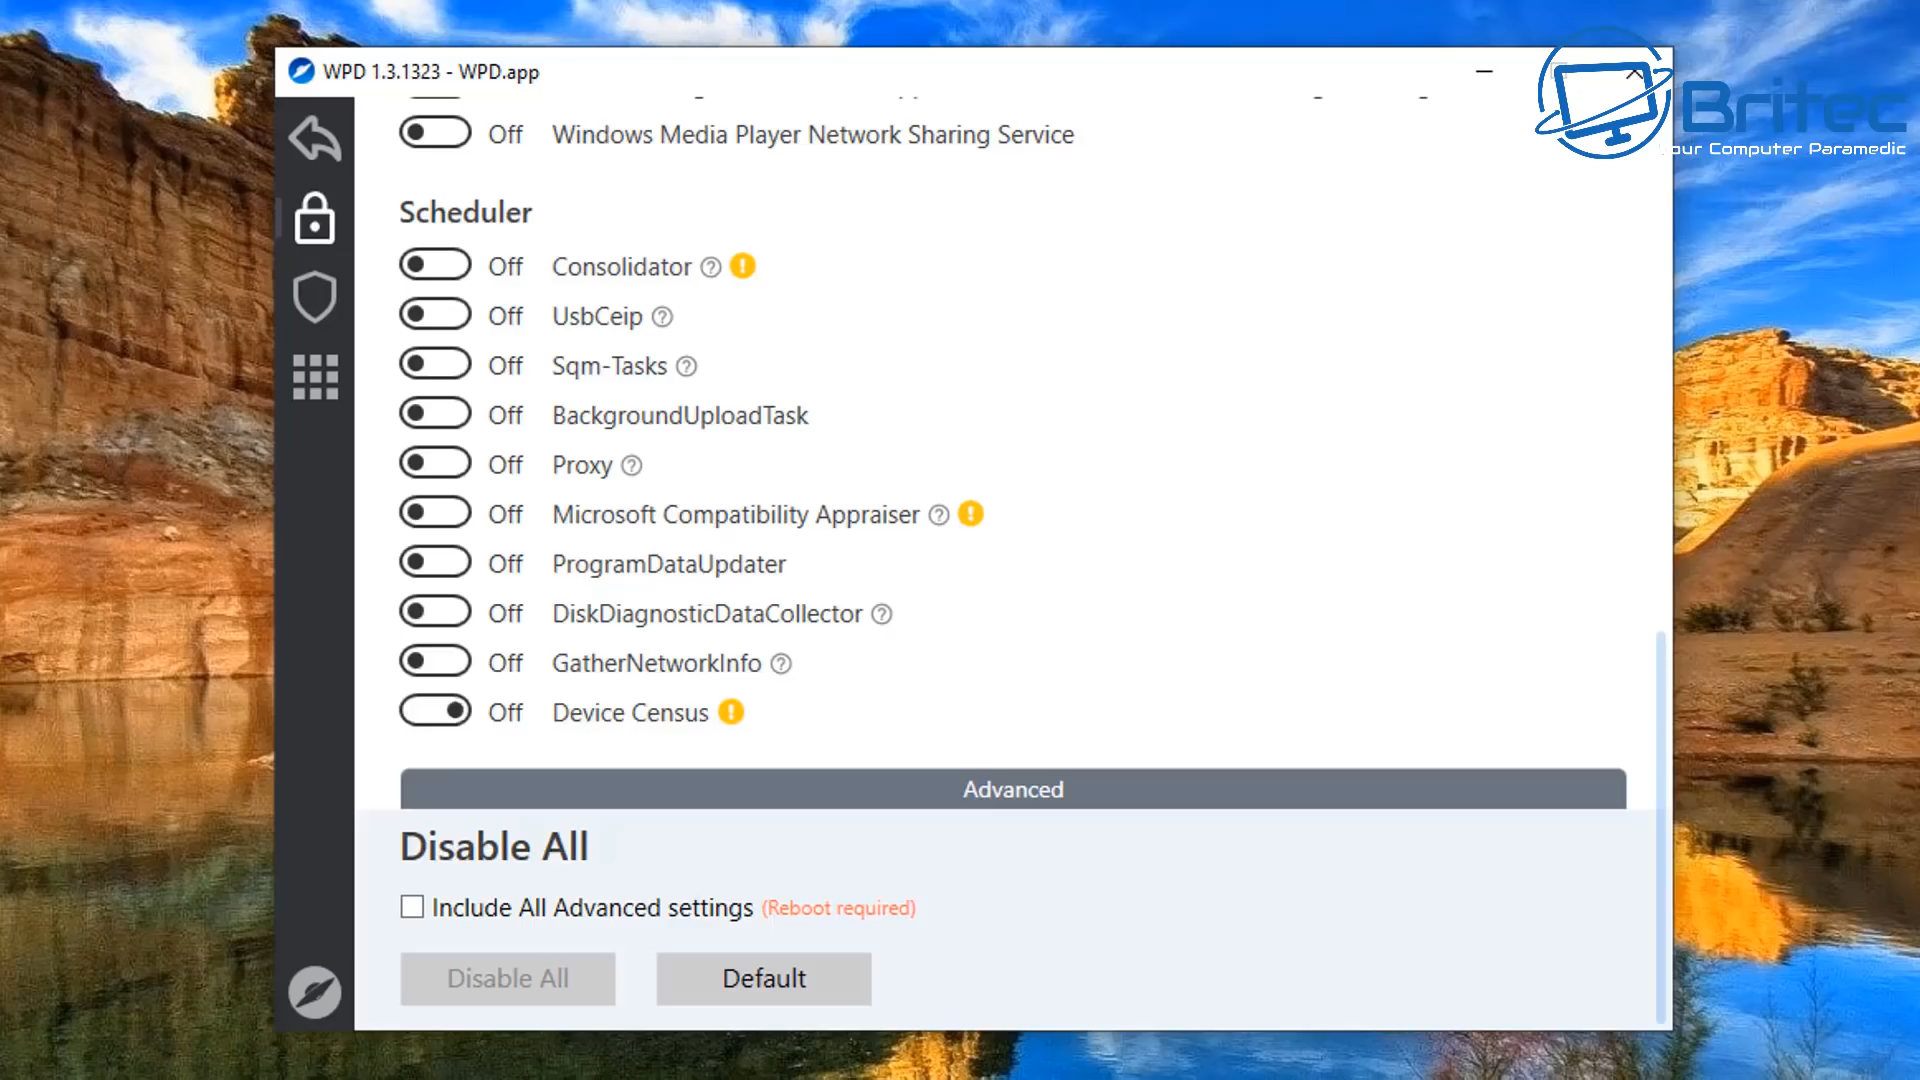 WPD 1.3.1323 - WPD.app
Britec
Your Computer Paramedic
Off Windows Media Player Network Sharing Service
Scheduler
Off Consolidator
Off UsbCeip
Off Sqm-Tasks
Off BackgroundUploadTask
Off Proxy
Off Microsoft Compatibility Appraiser
Off ProgramDataUpdater
Off DiskDiagnosticDataCollector
Off GatherNetworkInfo
Off Device Census
Advanced
Disable All
Include All Advanced settings (Reboot required)
Disable All Default